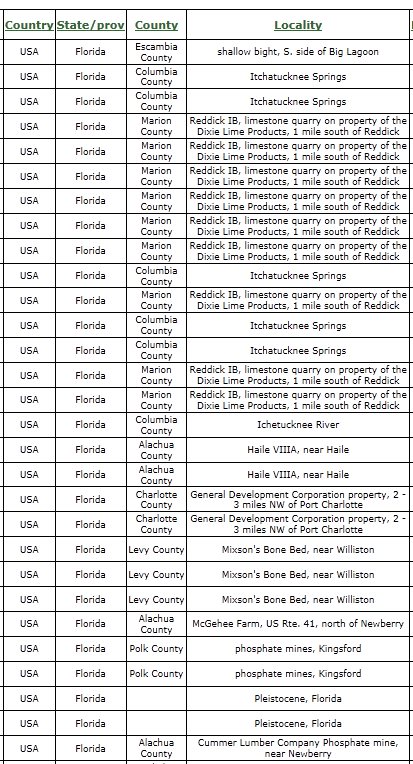 Country State/prov County Locality
USA Florida Escambia County shallow bight, S. side of Big Lagoon
USA Florida Columbia County Itchatucknee Springs
USA Florida Columbia County Itchatucknee Springs
USA Florida Marion County Reddick IB, limestone quarry on property of the Dixie Lime Products, 1 mile south of Reddick
USA Florida Marion County Reddick IB, limestone quarry on property of the Dixie Lime Products, 1 mile south of Reddick
USA Florida Marion County Reddick IB, limestone quarry on property of the Dixie Lime Products, 1 mile south of Reddick
USA Florida Marion County Reddick IB, limestone quarry on property of the Dixie Lime Products, 1 mile south of Reddick
USA Florida Marion County Reddick IB, limestone quarry on property of the Dixie Lime Products, 1 mile south of Reddick
USA Florida Marion County Reddick IB, limestone quarry on property of the Dixie Lime Products, 1 mile south of Reddick
USA Florida Columbia County Itchatucknee Springs
USA Florida Marion County Reddick IB, limestone quarry on property of the Dixie Lime Products, 1 mile south of Reddick
USA Florida Columbia County Itchatucknee Springs
USA Florida Columbia County Itchatucknee Springs
USA Florida Marion County Reddick IB, limestone quarry on property of the Dixie Lime Products, 1 mile south of Reddick
USA Florida Marion County Reddick IB, limestone quarry on property of the Dixie Lime Products, 1 mile south of Reddick
USA Florida Columbia County Ichetucknee River
USA Florida Alachua County Haile VIIIA, near Haile
USA Florida Alachua County Haile VIIIA, near Haile
USA Florida Charlotte County General Development Corporation property, 2 - 3 miles NW of Port Charlotte
USA Florida Charlotte County General Development Corporation property, 2 - 3 miles NW of Port Charlotte
USA Florida Levy County Mixson's Bone Bed, near Williston
USA Florida Levy County Mixson's Bone Bed, near Williston
USA Florida Levy County Mixson's Bone Bed, near Williston
USA Florida Alachua County McGehee Farm, US Rte. 41, north of Newberry
USA Florida Polk County phosphate mines, Kingsford
USA Florida Polk County phosphate mines, Kingsford
USA Florida Pleistocene, Florida
USA Florida Pleistocene, Florida
USA Florida Alachua County Cummer Lumber Company Phosphate mine, near Newberry